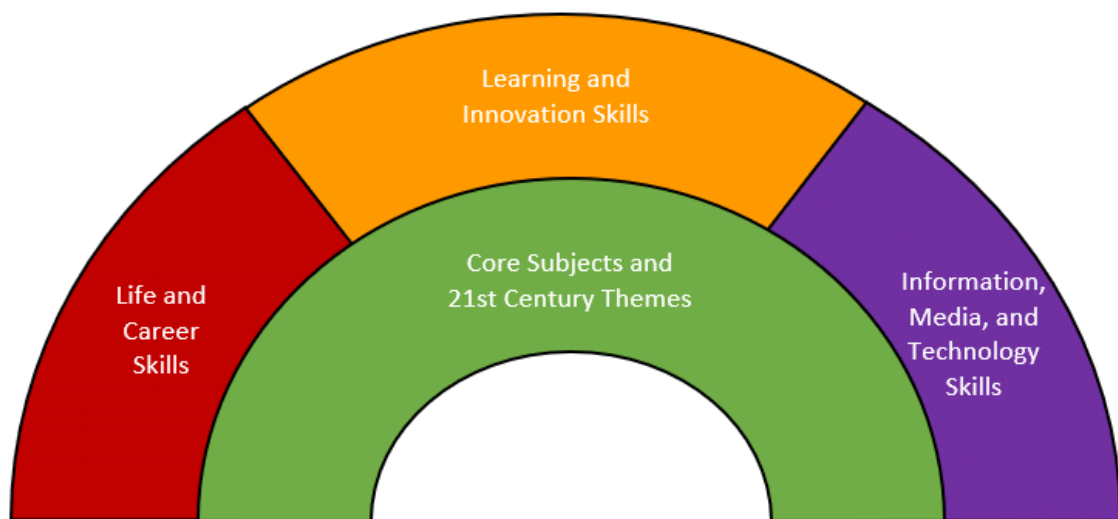 Learning and
Innovation Skills
Core Subjects and
21st Century Themes
Life and
Career
Skills
Information,
Media, and
Technology
Skills